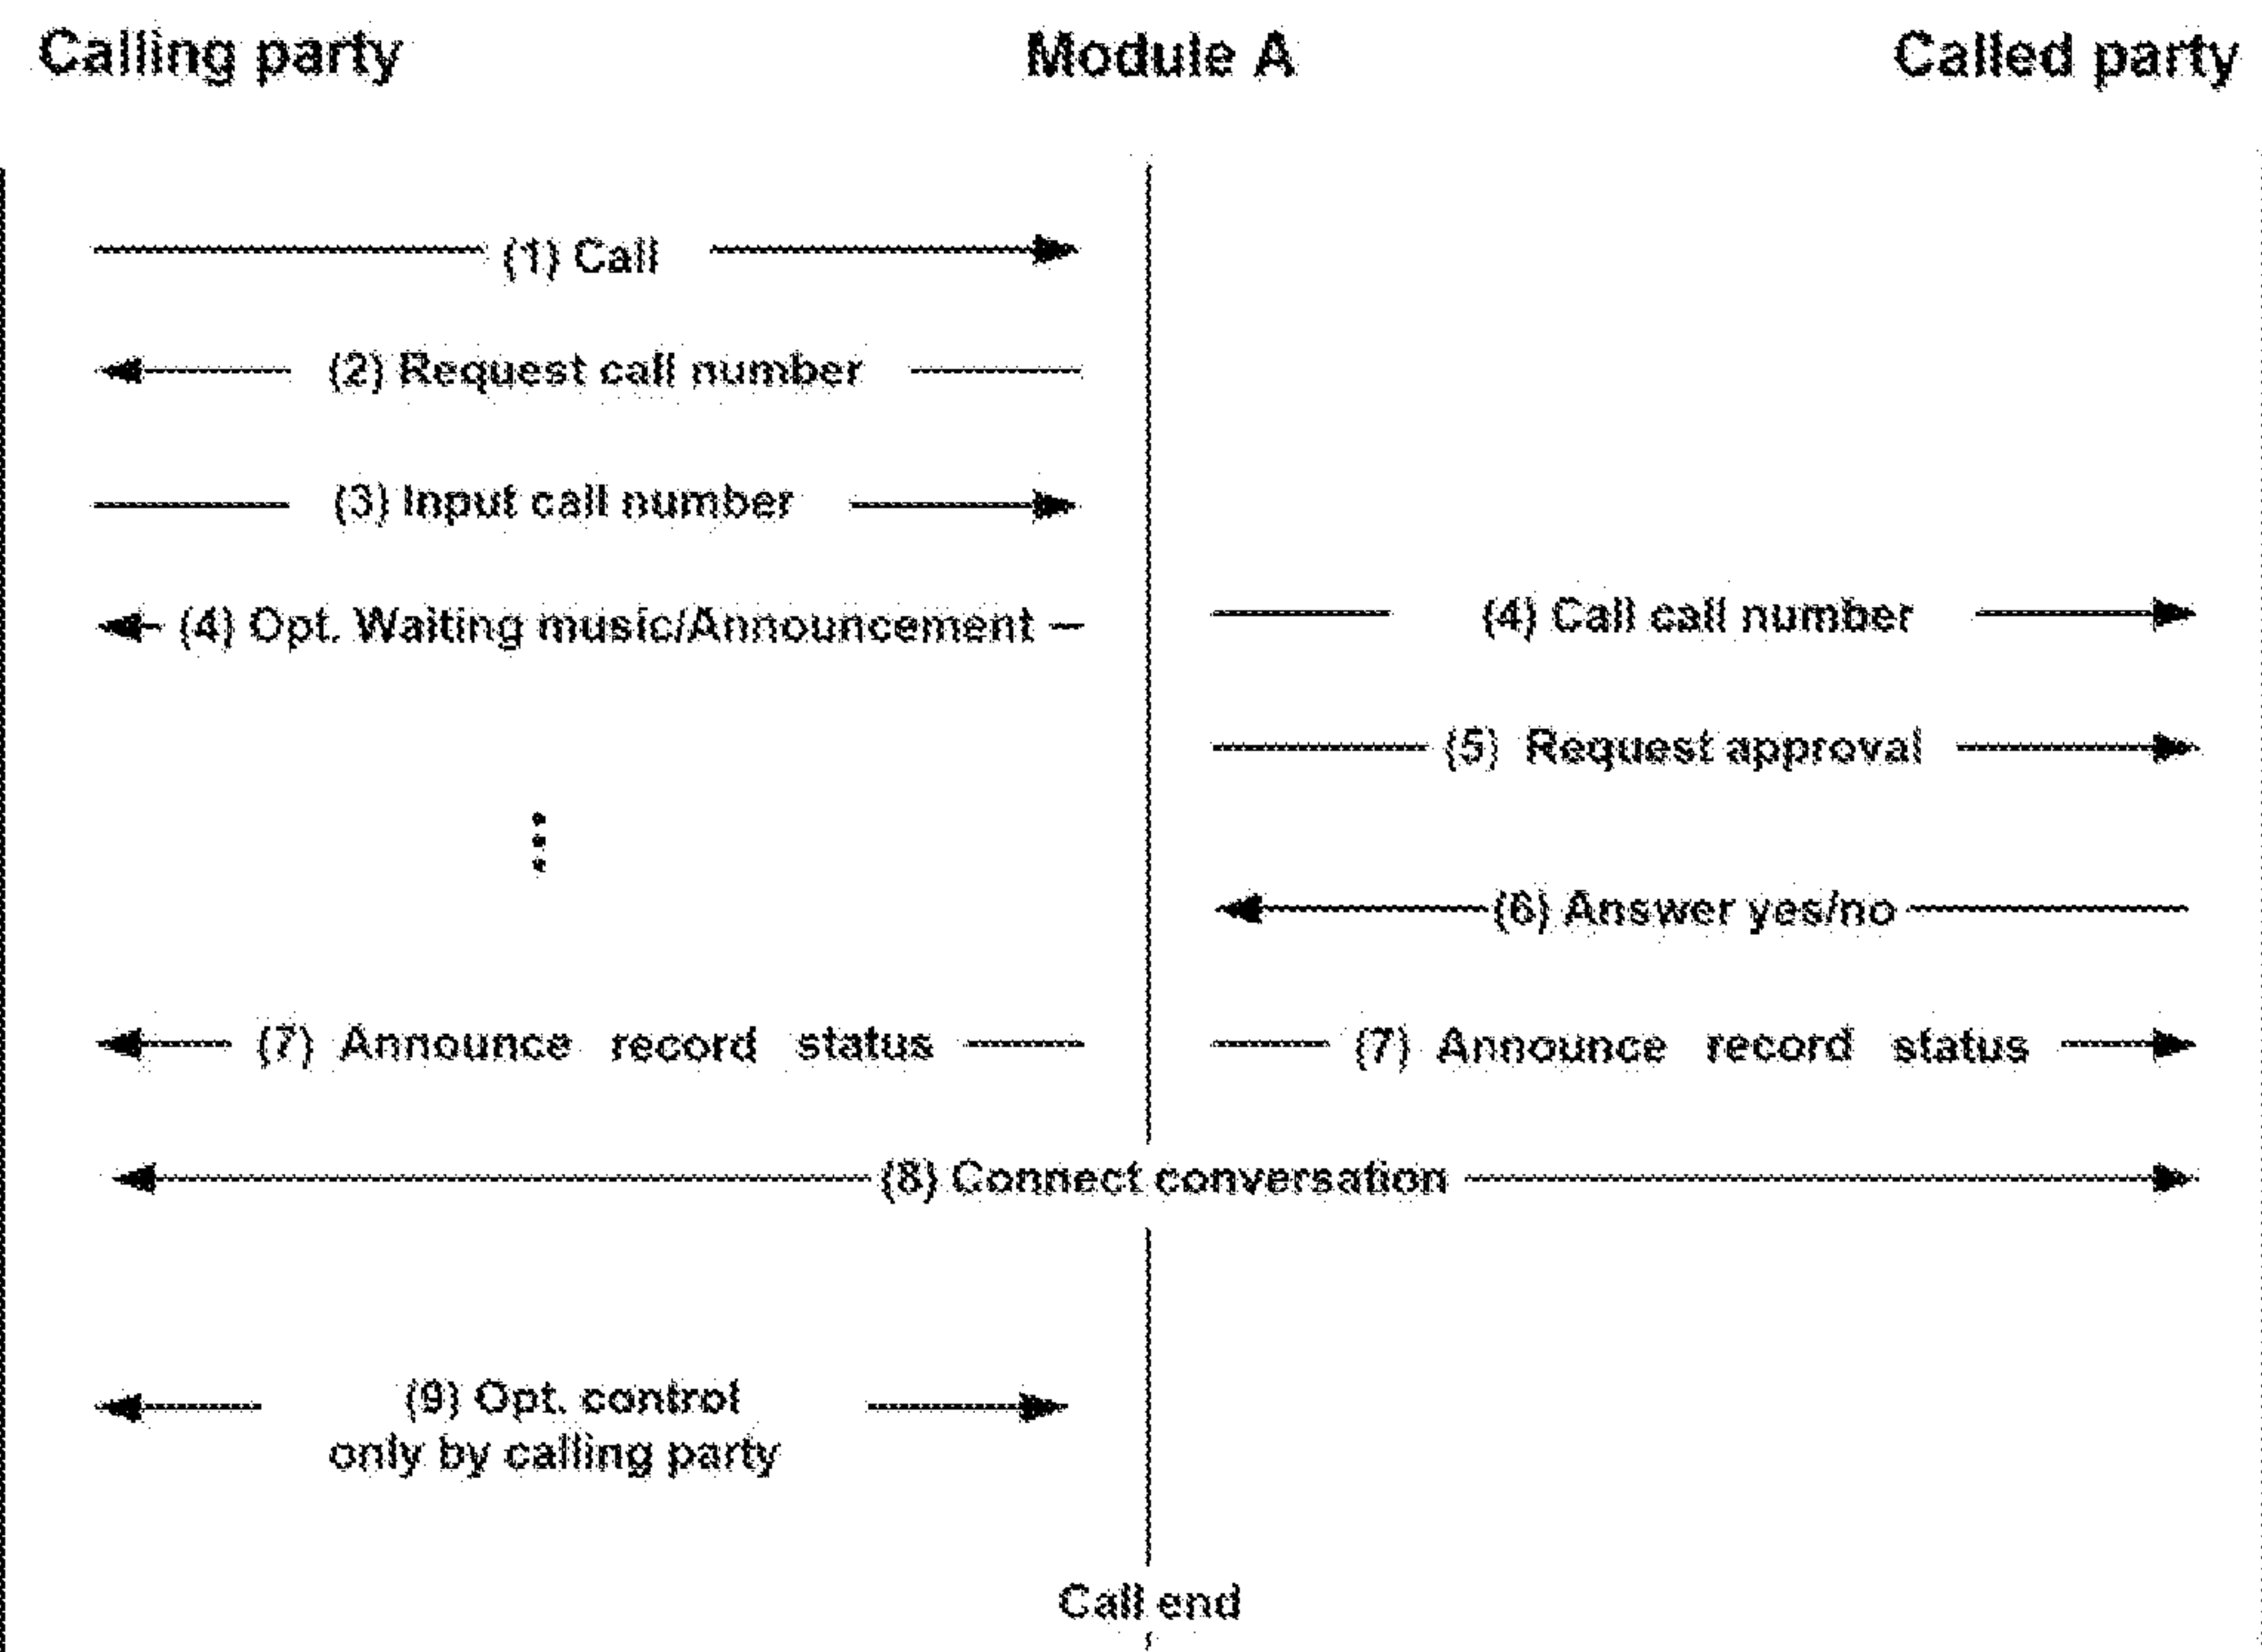 Calling party Module A Called party
(1) Call
(2) Request call number
(3) Input call number
(4) Opt. Waiting music/Announcement (4) Call call number
(5) Request approval
(6) Answer yes/no
(7) Announce record status (7) Announce record status
(8) Connect conversation
(9) Opt. control
only by calling party
Call end